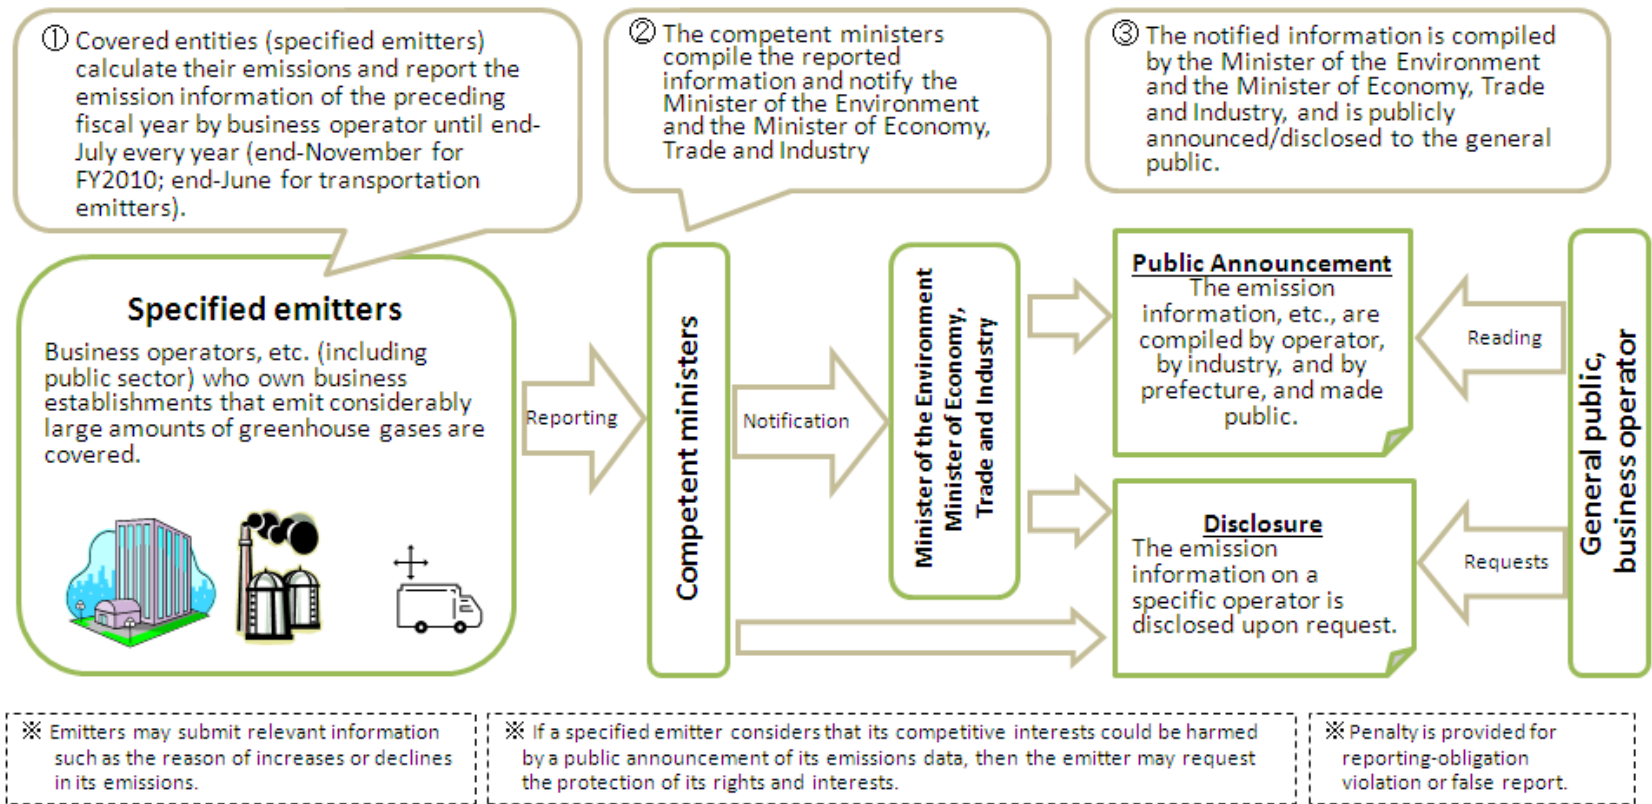 ① Covered entities (specified emitters)
calculate their emissions and report the
emission information of the preceding
fiscal year by business operator until end-
July every year (end-November for
FY2010; end-June for transportation
emitters).
② The competent ministers
compile the reported
information and notify the
Minister of the Environment
and the Minister of Economy,
Trade and Industry
③ The notified information is compiled
by the Minister of the Environment
and the Minister of Economy, Trade
and Industry, and is publicly
announced/disclosed to the general
public.
Specified emitters
Business operators, etc. (including
public sector) who own business
establishments that emit considerably
large amounts of greenhouse gases are
covered.
Reporting
Competent ministers
Notification
Minister of the Environment
Minister of Economy,
Trade and Industry
Public Announcement
The emission
information, etc., are
compiled by operator,
by industry, and by
prefecture, and made
public.
Reading
Disclosure
The emission
information on a
specific operator is
disclosed upon request.
Requests
General public,
business operator
※ Emitters may submit relevant information
such as the reason of increases or declines
in its emissions.
※ If a specified emitter considers that its competitive interests could be harmed
by a public announcement of its emissions data, then the emitter may request
the protection of its rights and interests.
※ Penalty is provided for
reporting-obligation
violation or false report.